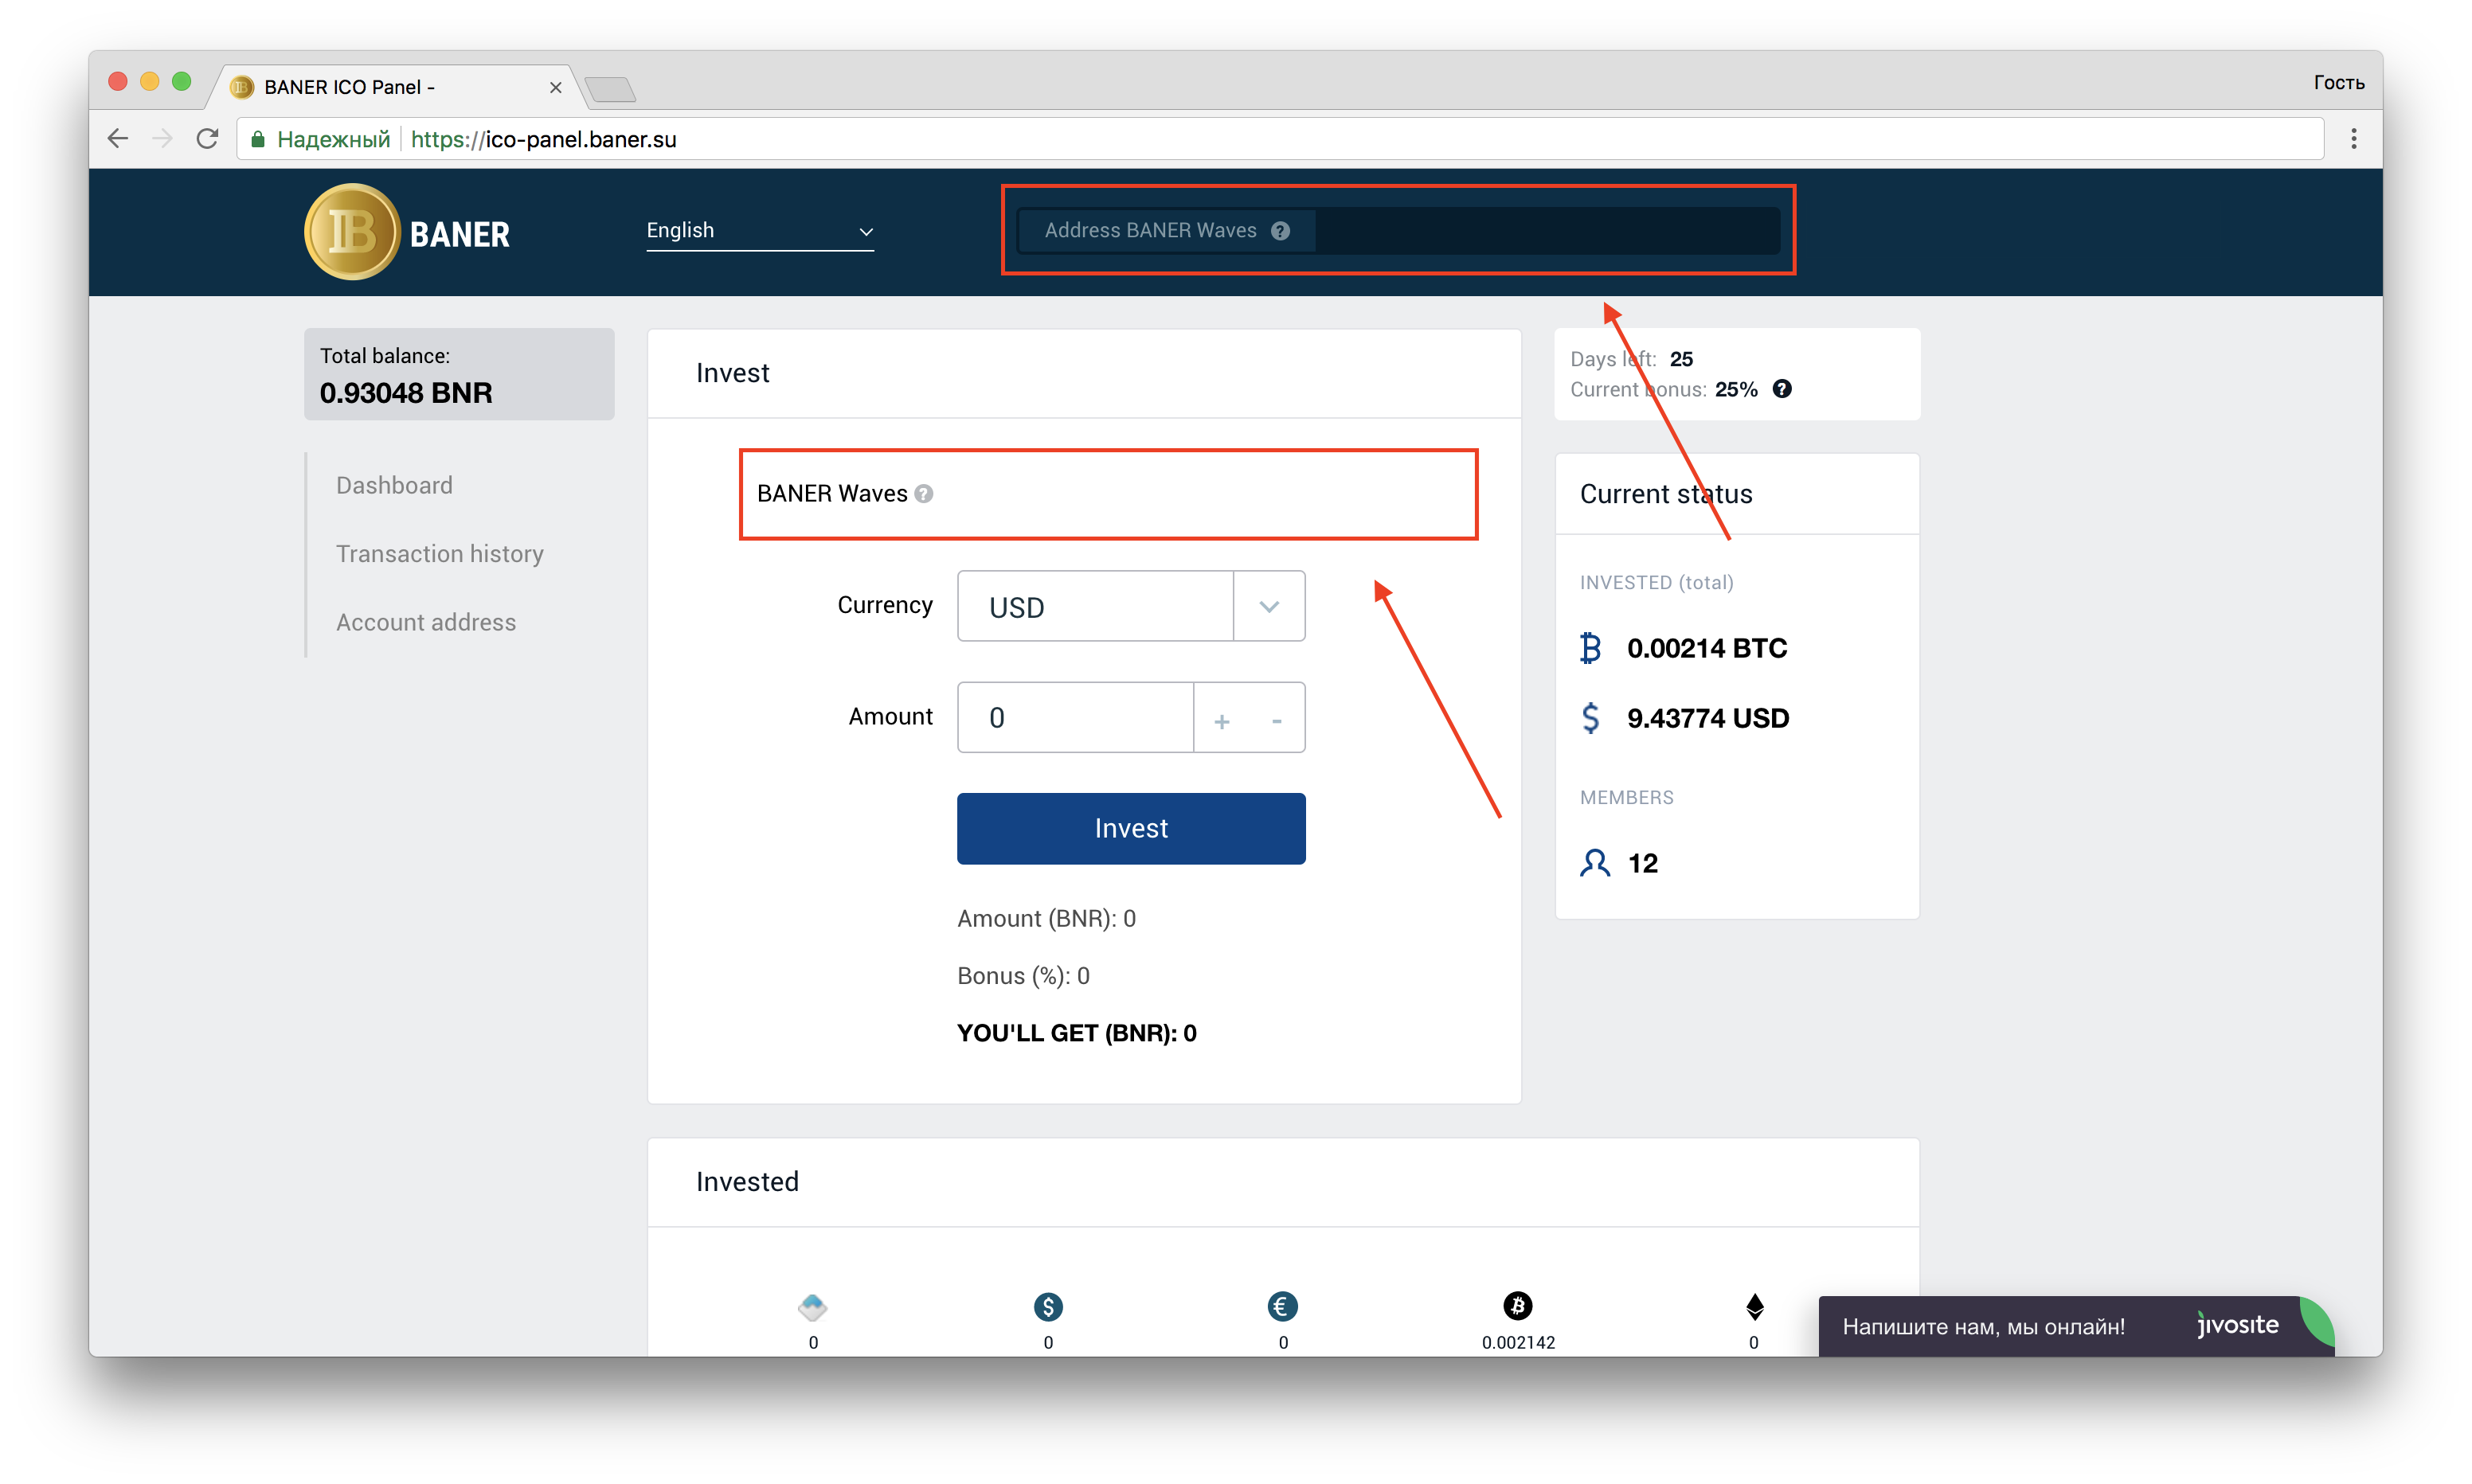 BANER ICO Panel -
Гость
Надежный https://ico-panel.baner.su
BANER
English
Address BANER Waves ?
Total balance:
0.93048 BNR
Dashboard
Transaction history
Account address
Invest
BANER Waves ?
Currency USD
Amount 0 + -
Invest
Amount (BNR): 0
Bonus (%): 0
YOU'LL GET (BNR): 0
Days left: 25
Current bonus: 25% ?
Current status
INVESTED (total)
0.00214 BTC
$ 9.43774 USD
MEMBERS
12
Invested
$ €
0 0 0 0.002142 0
Напишите нам, мы онлайн! jivosite